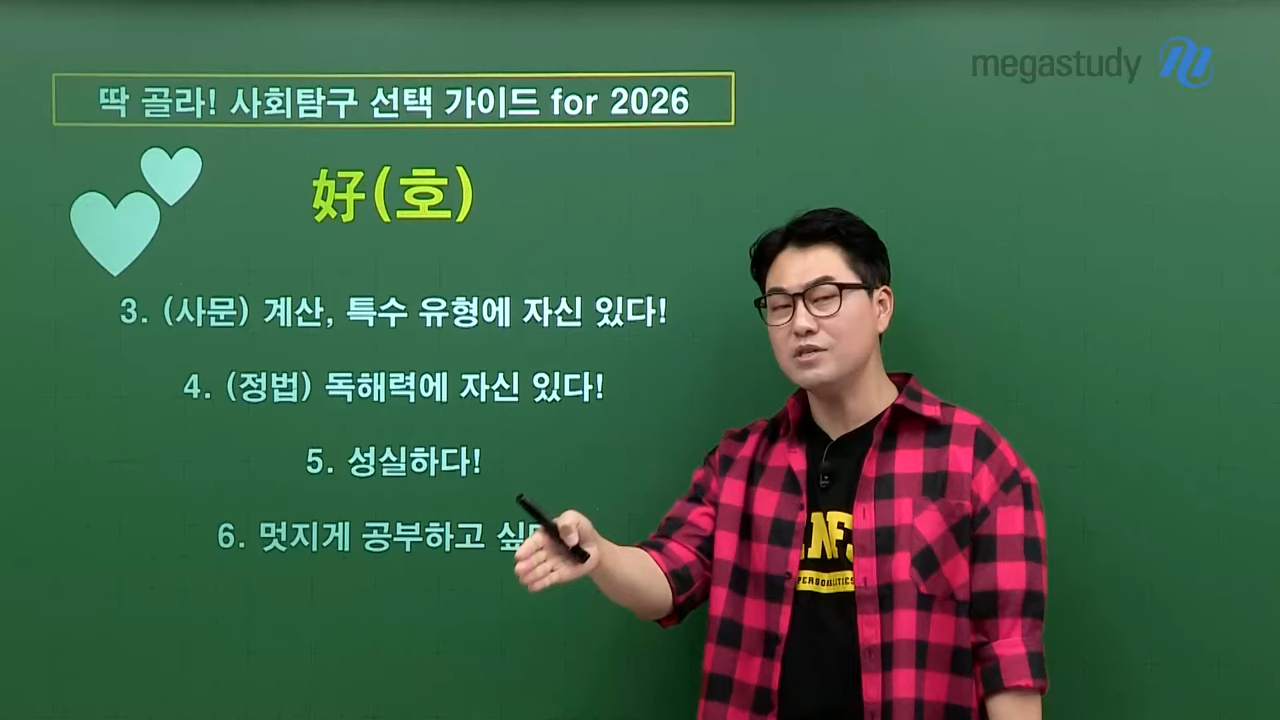 megastudy
딱 골라! 사회탐구 선택 가이드 for 2026
好(호)
3. (사문) 계산, 특수 유형에 자신 있다!
4. (정법) 독해력에 자신 있다!
5. 성실하다!
6. 멋지게 공부하고
NF
PERSONALITIES